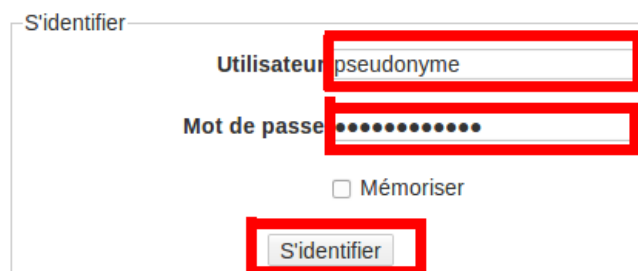 S'identifier
Utilisateur pseudonyme
Mot de passe ••••••••••••
Mémoriser
S'identifier